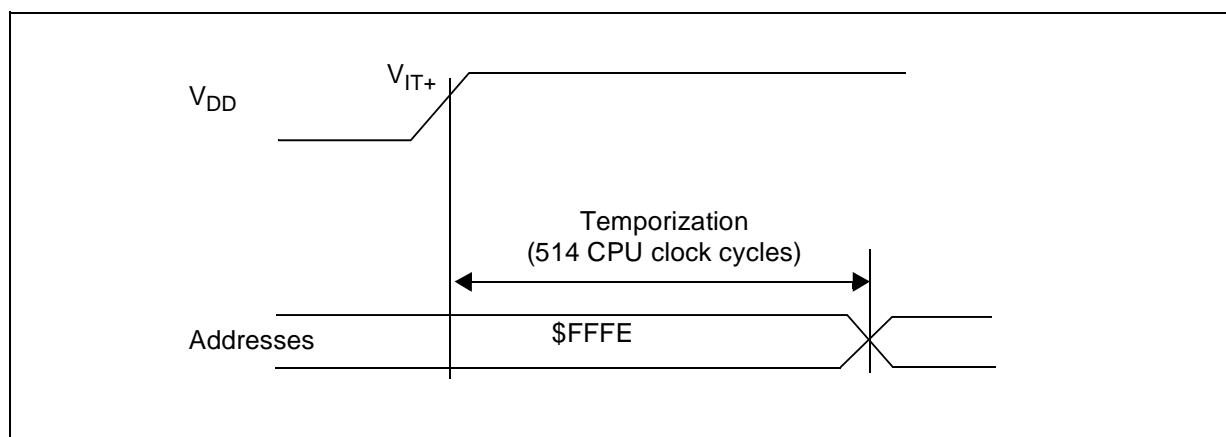 V_IT+
V_DD
Temporization
(514 CPU clock cycles)
$FFFE
Addresses